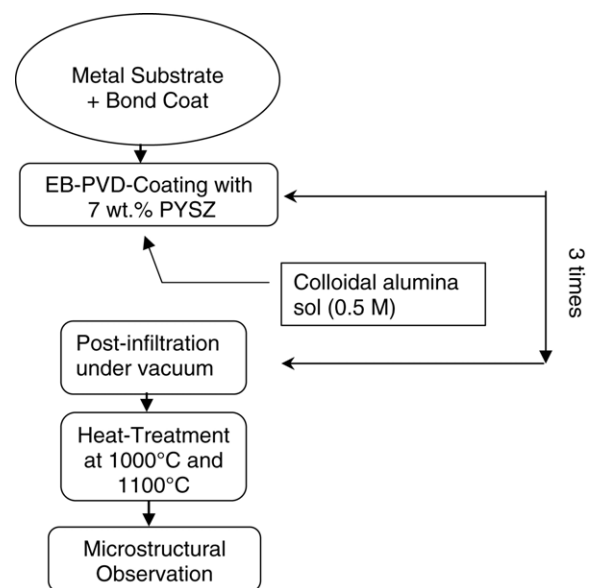 Metal Substrate
+ Bond Coat
EB-PVD-Coating with
7 wt.% PYSZ
Colloidal alumina
sol (0.5 M)
3 times
Post-infiltration
under vacuum
Heat-Treatment
at 1000°C and
1100°C
Microstructural
Observation